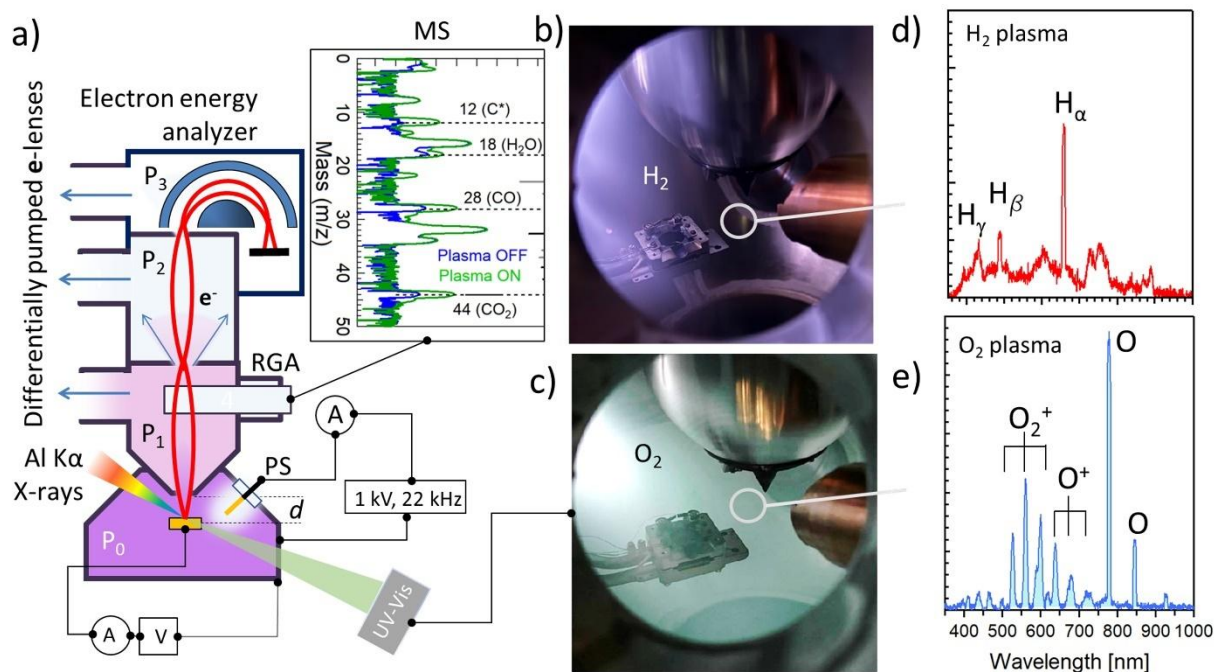 a)
Differentially pumped e-lenses
Electron energy
analyzer
P3
P2
e-
P1
RGA
Al Kα
X-rays
PS
A
d
1 kV, 22 kHz
P0
A
V
UV-Vis
MS
0
10
20
30
40
50
Mass (m/z)
12 (C*)
18 (H2O)
28 (CO)
Plasma OFF
Plasma ON
44 (CO2)
b)
H2
c)
O2
d)
H2 plasma
Hγ
Hβ
Hα
e)
O2 plasma
O2+
O+
O
O
400 500 600 700 800 900 1000
Wavelength [nm]